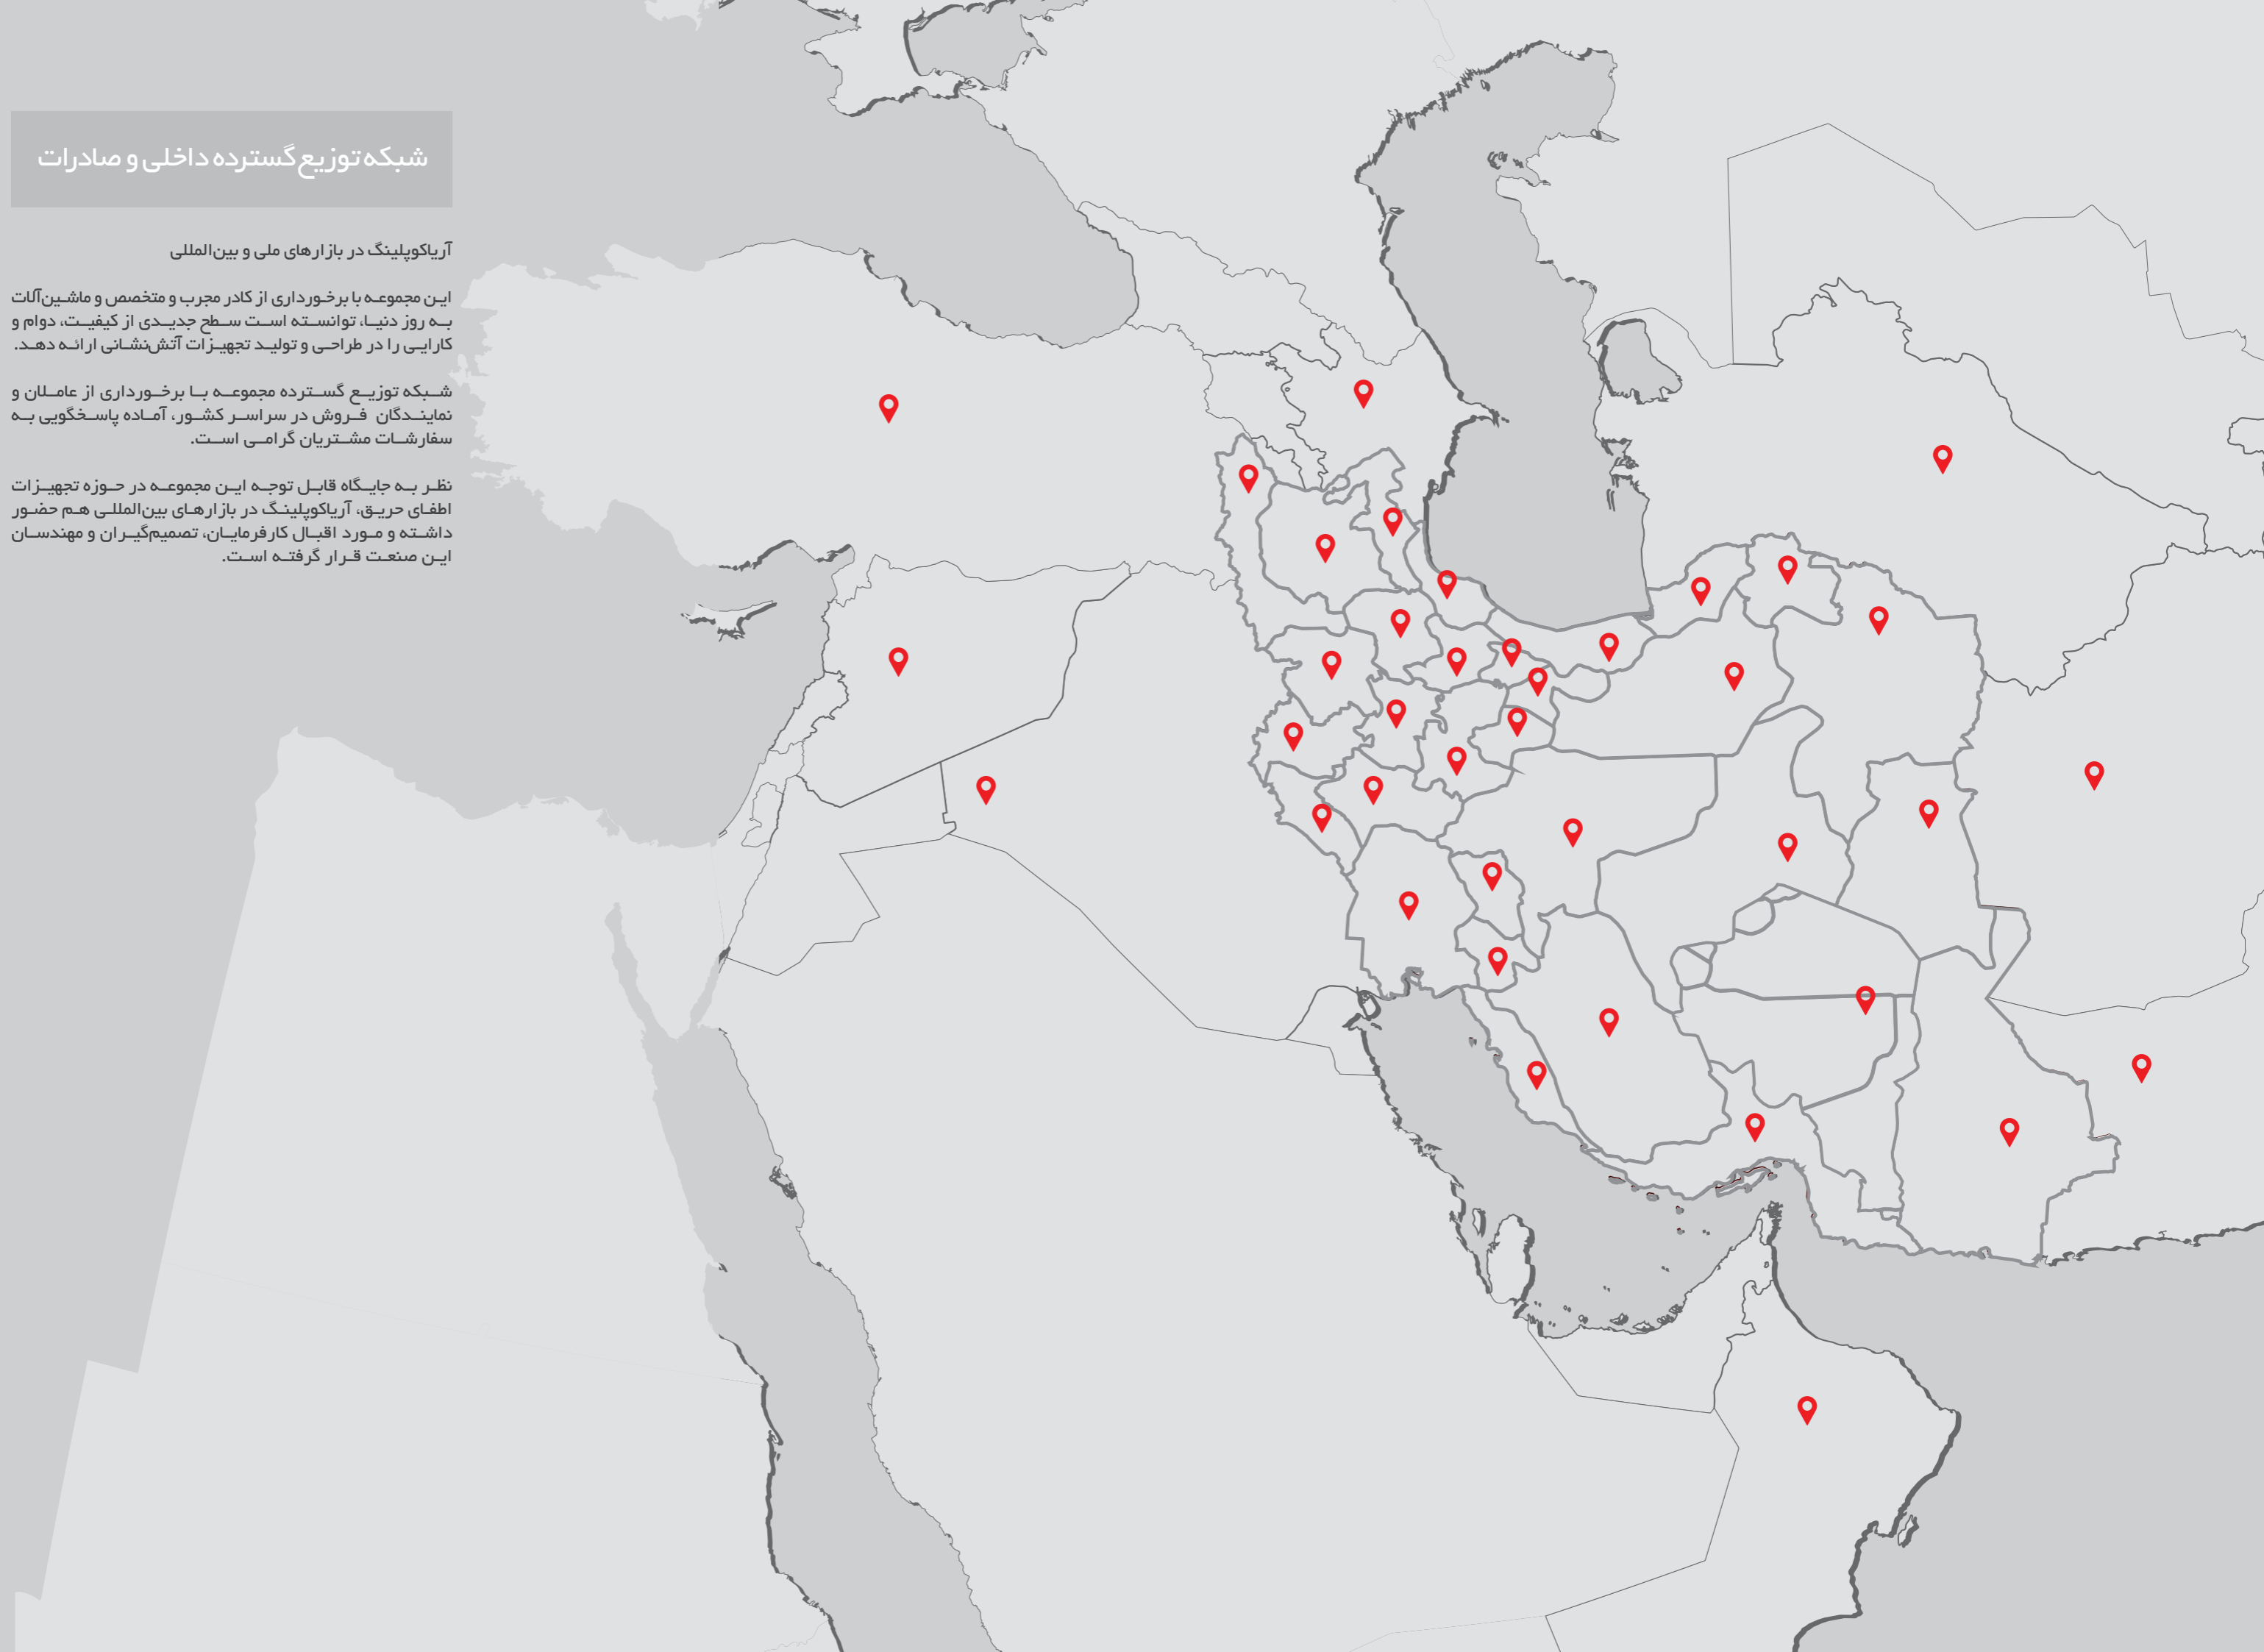 شبکه توزیع گسترده داخلی و صادرات
آریاکوپلینگ در بازارهای ملی و بین‌المللی
این مجموعه با برخورداری از کادر مجرب و متخصص و ماشین‌آلات
به روز دنیا، توانسته است سطح جدیدی از کیفیت، دوام و
کارایی را در طراحی و تولید تجهیزات آتش‌نشانی ارائه دهد.
شبکه توزیع گسترده مجموعه با برخورداری از عاملان و
نمایندگان فروش در سراسر کشور، آماده پاسخگویی به
سفارشات مشتریان گرامی است.
نظر به جایگاه قابل توجه این مجموعه در حوزه تجهیزات
اطفای حریق، آریاکوپلینگ در بازارهای بین‌المللی هم حضور
داشته و مورد اقبال کارفرمایان، تصمیم‌گیران و مهندسان
این صنعت قرار گرفته است.